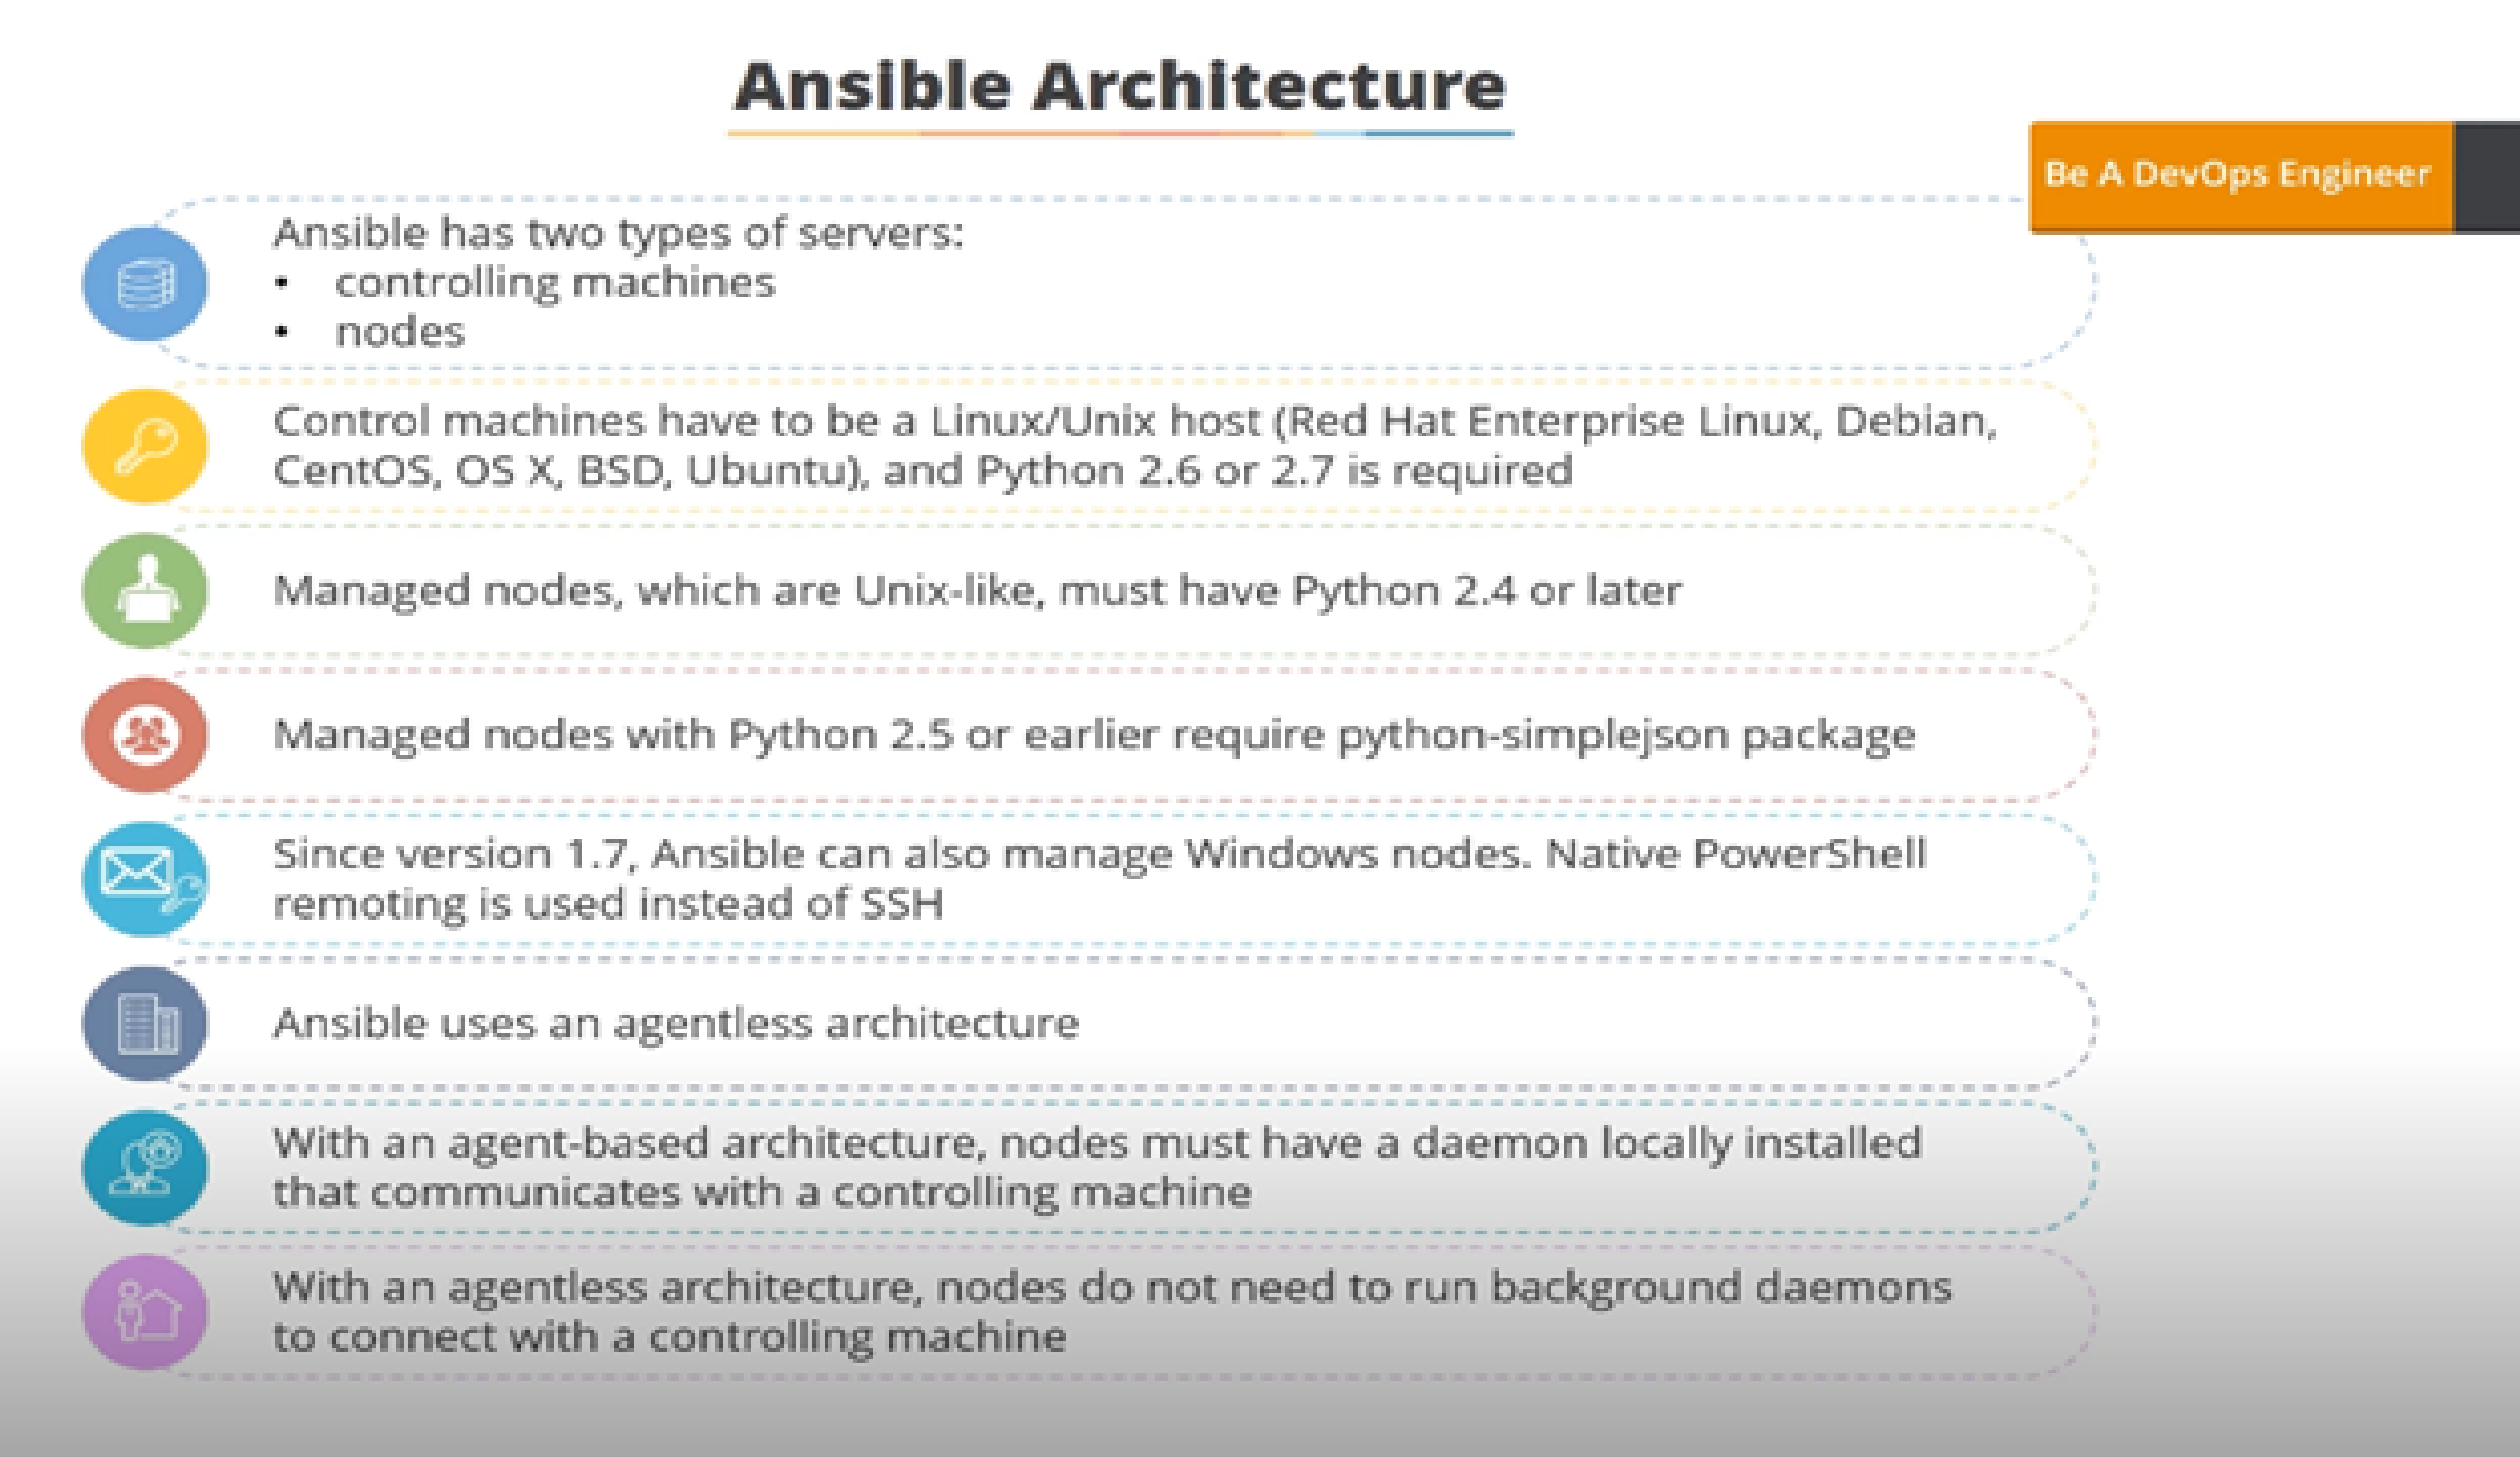 Ansible Architecture
Be A DevOps Engineer
Ansible has two types of servers:
• controlling machines
• nodes
Control machines have to be a Linux/Unix host (Red Hat Enterprise Linux, Debian,
CentOS, OS X, BSD, Ubuntu), and Python 2.6 or 2.7 is required
Managed nodes, which are Unix-like, must have Python 2.4 or later
Managed nodes with Python 2.5 or earlier require python-simplejson package
Since version 1.7, Ansible can also manage Windows nodes. Native PowerShell
remoting is used instead of SSH
Ansible uses an agentless architecture
With an agent-based architecture, nodes must have a daemon locally installed
that communicates with a controlling machine
With an agentless architecture, nodes do not need to run background daemons
to connect with a controlling machine